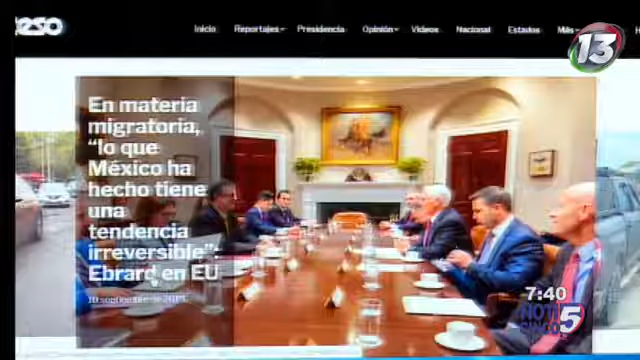 eso
Inicio Reportajes Presidencia Opinión Videos Nacional Estados Más
13
En materia
migratoria,
“lo que
México ha
hecho tiene
una
tendencia
irreversible”:
Ebrard en EU
7:40
NOTI
CINCO 5